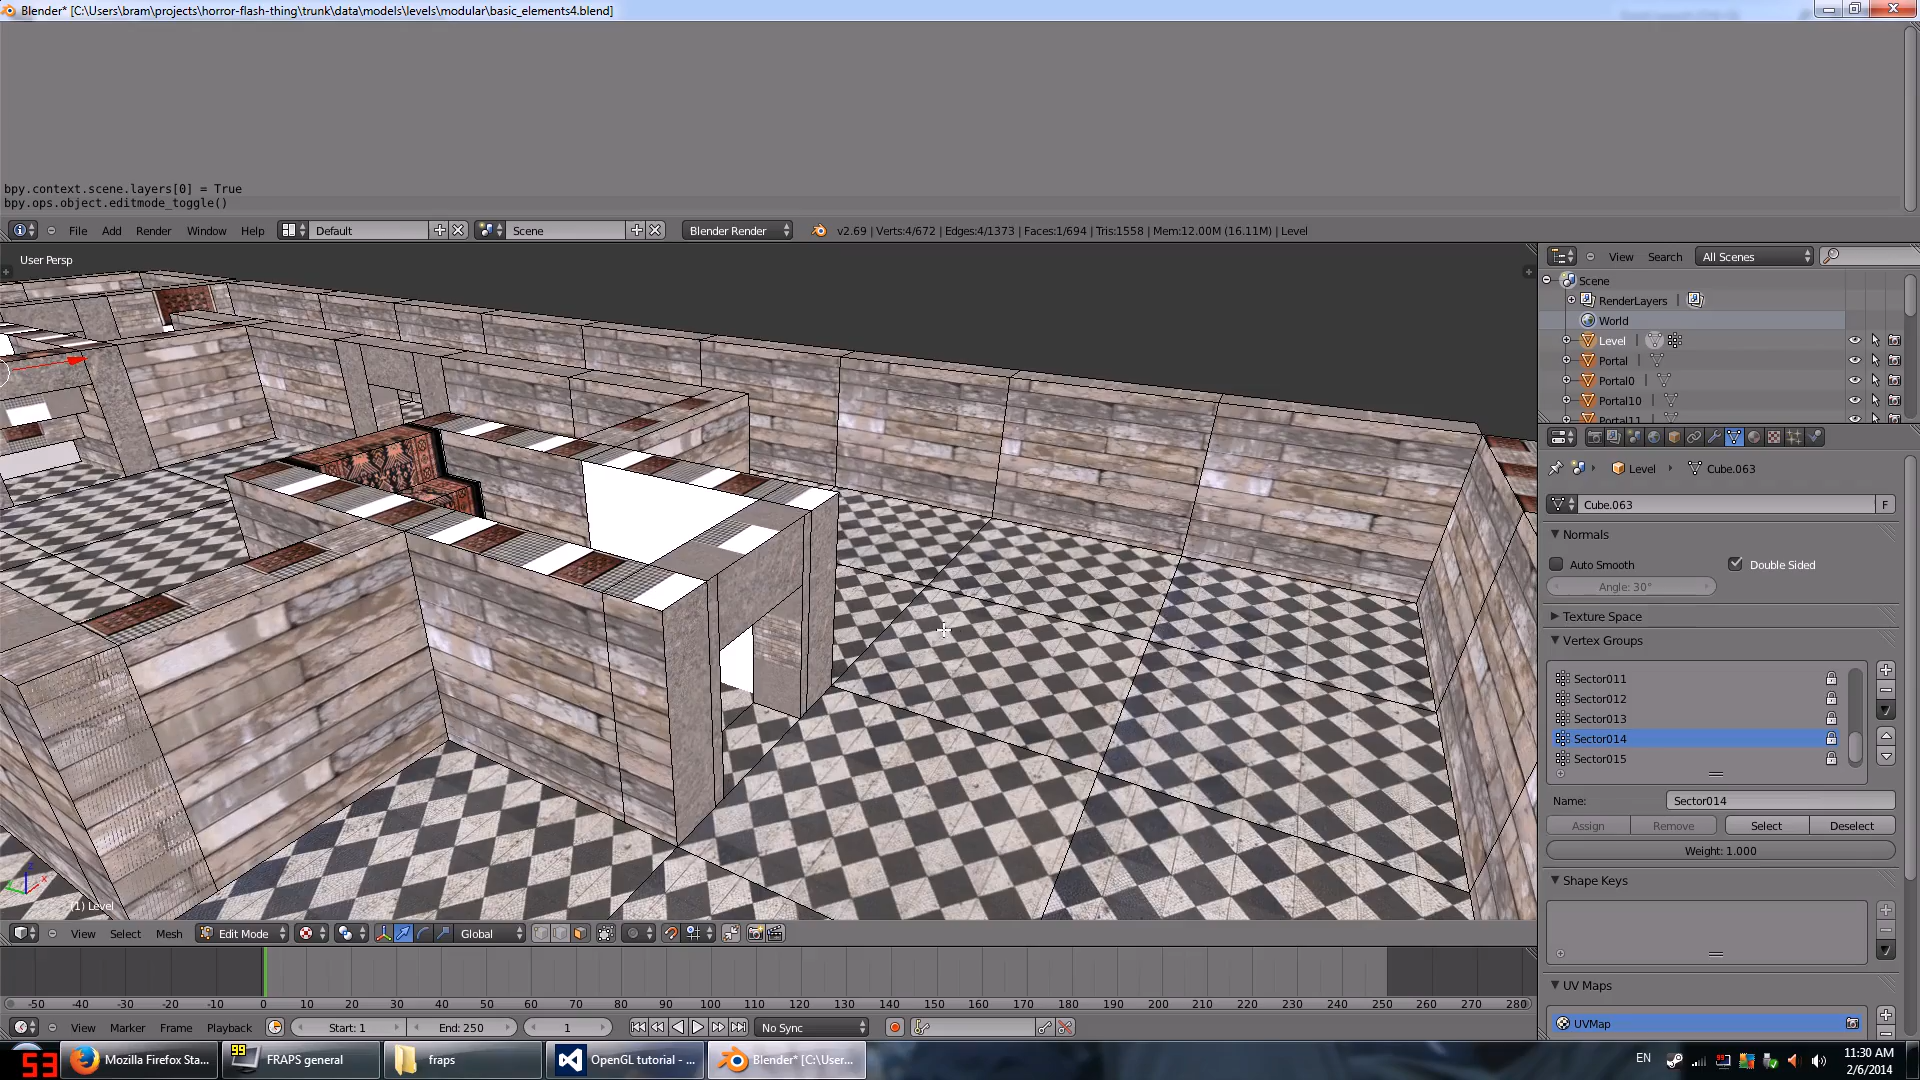 Blender* [C:\Users\bram\projects\horror-flash-thing\trunk\data\models\levels\modular\basic_elements4.blend]
bpy.context.scene.layers[0] = True
bpy.ops.object.editmode_toggle()
File Add Render Window Help Default Scene Blender Render v2.69 | Verts:4/672 | Edges:4/1373 | Faces:1/694 | Tris:1558 | Mem:12.00M (16.11M) | Level
User Persp
View Search All Scenes
Scene
RenderLayers
World
Level
Portal
Portal0
Portal10
Portal11
Level Cube.063
Cube.063 F
Normals
Auto Smooth Double Sided
Angle: 30°
Texture Space
Vertex Groups
Sector011
Sector012
Sector013
Sector014
Sector015
Name: Sector014
Assign Remove Select Deselect
Weight: 1.000
Shape Keys
UV Maps
UVMap
(1) Level
View Select Mesh Edit Mode Global
-50 -40 -30 -20 -10 0 10 20 30 40 50 60 70 80 90 100 110 120 130 140 150 160 170 180 190 200 210 220 230 240 250 260 270 280
View Marker Frame Playback Start: 1 End: 250 1 No Sync
53 Mozilla Firefox Sta... 99 FRAPS general fraps OpenGL tutorial - ... Blender* [C:\User... EN 11:30 AM
2/6/2014